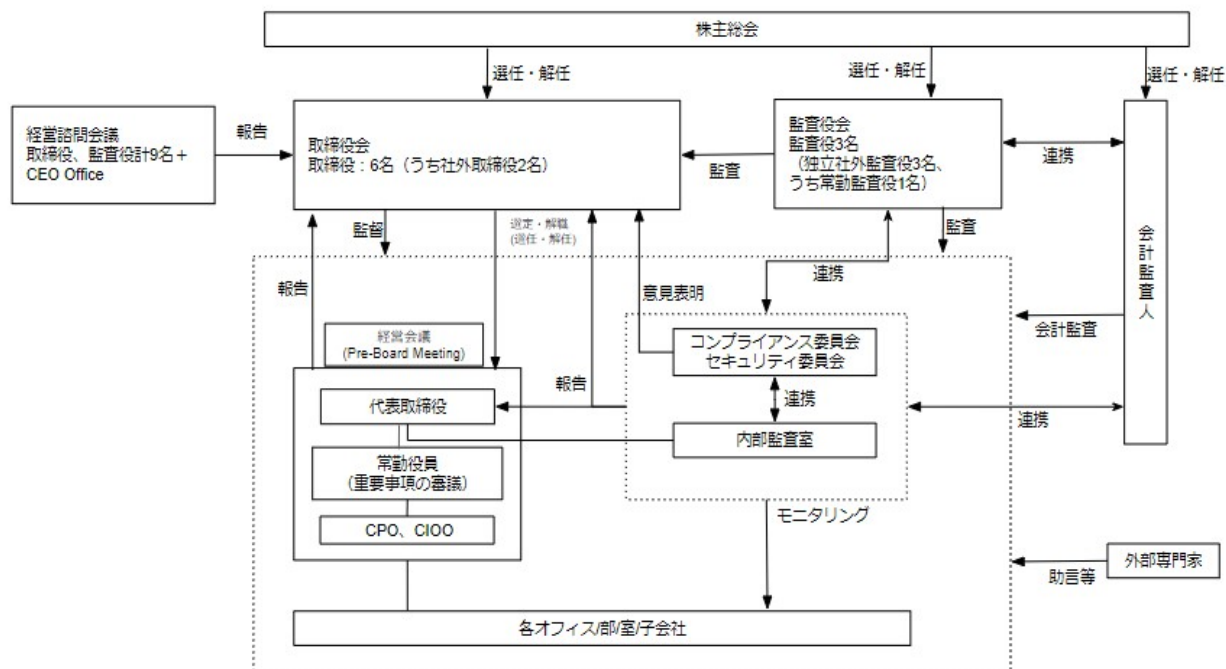 株主総会
選任・解任
選任・解任
選任・解任
経営諮問会議
取締役、監査役計9名＋
CEO Office
報告
取締役会
取締役：6名（うち社外取締役2名）
監査
監査役会
監査役3名
（独立社外監査役3名、
うち常勤監査役1名）
連携
会計監査人
監督
選定・解職
(選任・解任)
監査
報告
意見表明
連携
会計監査
経営会議
(Pre-Board Meeting)
コンプライアンス委員会
セキュリティ委員会
報告
代表取締役
連携
連携
内部監査室
常勤役員
（重要事項の審議）
CPO、CIOO
モニタリング
外部専門家
助言等
各オフィス/部/室/子会社